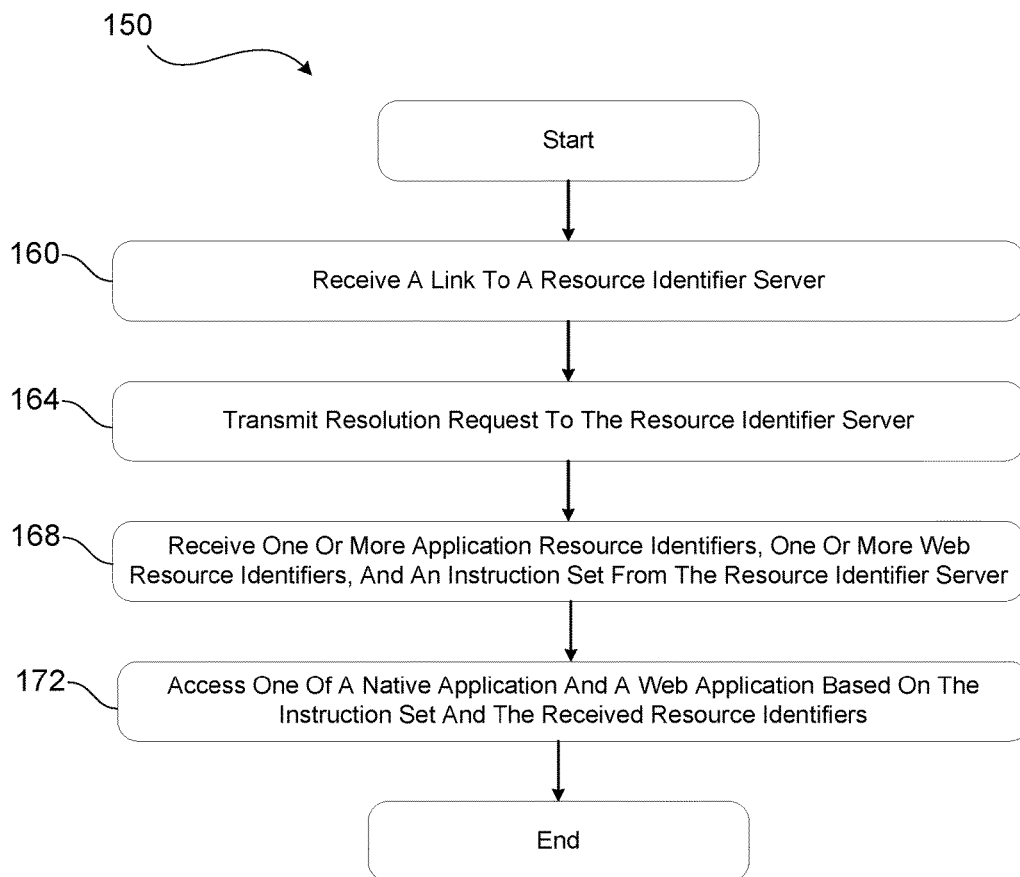 150
Start
160
Receive A Link To A Resource Identifier Server
164
Transmit Resolution Request To The Resource Identifier Server
168
Receive One Or More Application Resource Identifiers, One Or More Web
Resource Identifiers, And An Instruction Set From The Resource Identifier Server
172
Access One Of A Native Application And A Web Application Based On The
Instruction Set And The Received Resource Identifiers
End